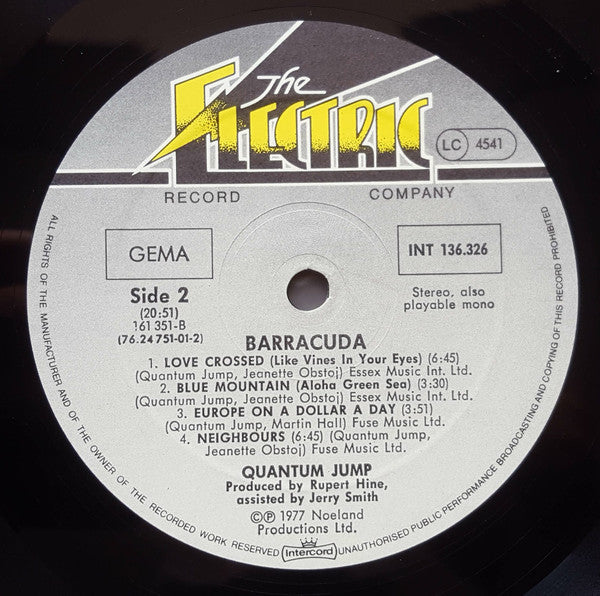 The
ELECTRIC
RECORD COMPANY
LC 4541
GEMA
INT 136.326
Side 2
(20:51)
161 351-B
(76.24 751-01-2)
Stereo, also
playable mono
BARRACUDA
1. LOVE CROSSED (Like Vines In Your Eyes) (6:45)
(Quantum Jump, Jeanette Obstoj) Essex Music Int. Ltd.
2. BLUE MOUNTAIN (Aloha Green Sea) (3:30)
(Quantum Jump, Jeanette Obstoj) Essex Music Int. Ltd.
3. EUROPE ON A DOLLAR A DAY (3:51)
(Quantum Jump, Martin Hall) Fuse Music Ltd.
4. NEIGHBOURS (6:45) (Quantum Jump,
Jeanette Obstoj) Fuse Music Ltd.
QUANTUM JUMP
Produced by Rupert Hine,
assisted by Jerry Smith
©℗ 1977 Noeland
Productions Ltd.
ALL RIGHTS OF THE MANUFACTURER AND OF THE OWNER OF THE RECORDED WORK RESERVED
Intercord
UNAUTHORISED PUBLIC PERFORMANCE BROADCASTING AND COPYING OF THIS RECORD PROHIBITED